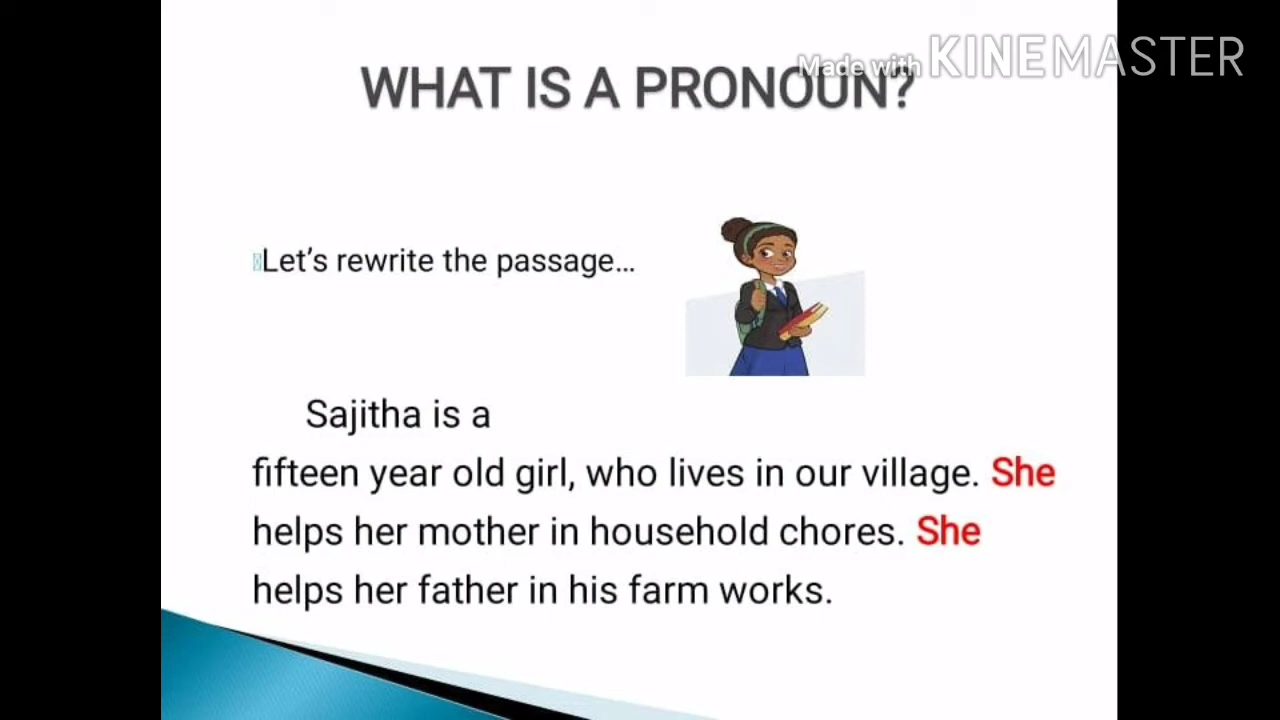 Made with KINEMASTER
WHAT IS A PRONOUN?
Let's rewrite the passage...
Sajitha is a
fifteen year old girl, who lives in our village. She
helps her mother in household chores. She
helps her father in his farm works.